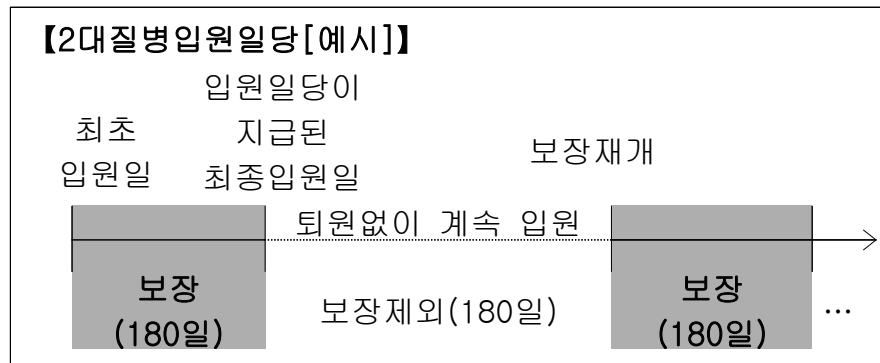 【2대질병입원일당[예시]】
최초
입원일
입원일당이
지급된
최종입원일
보장재개
퇴원없이 계속 입원
보장
(180일)
보장제외(180일)
보장
(180일)
…